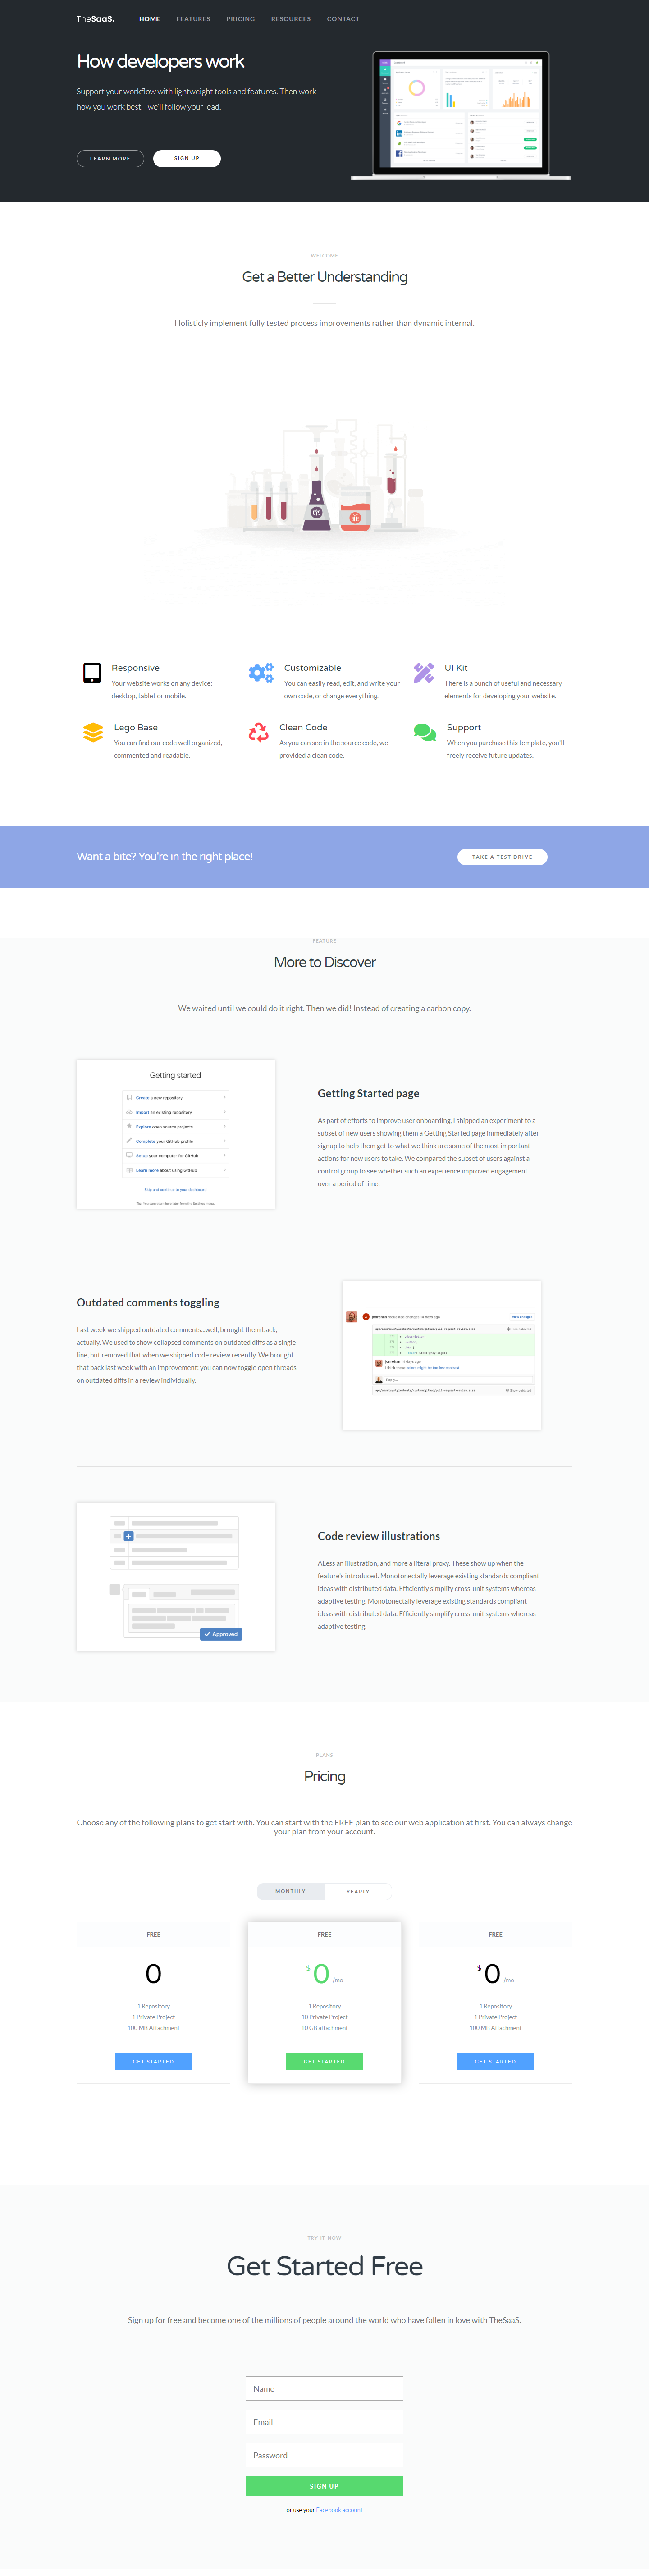 TheSaaS.
HOME FEATURES PRICING RESOURCES CONTACT
How developers work
Support your workflow with lightweight tools and features. Then work
how you work best—we'll follow your lead.
LEARN MORE
SIGN UP
WELCOME
Get a Better Understanding
Holisticly implement fully tested process improvements rather than dynamic internal.
Responsive
Your website works on any device:
desktop, tablet or mobile.
Customizable
You can easily read, edit, and write your
own code, or change everything.
UI Kit
There is a bunch of useful and necessary
elements for developing your website.
Lego Base
You can find our code well organized,
commented and readable.
Clean Code
As you can see in the source code, we
provided a clean code.
Support
When you purchase this template, you'll
freely receive future updates.
Want a bite? You're in the right place!
TAKE A TEST DRIVE
FEATURE
More to Discover
We waited until we could do it right. Then we did! Instead of creating a carbon copy.
Getting started
Create a new repository
Import an existing repository
Explore open source projects
Complete your GitHub profile
Setup your computer for GitHub
Learn more about using GitHub
Skip and continue to your dashboard
Getting Started page
As part of efforts to improve user onboarding, I shipped an experiment to a
subset of new users showing them a Getting Started page immediately after
signup to help them get to what we think are some of the most important
actions for new users to take. We compared the subset of users against a
control group to see whether such an experience improved engagement
over a period of time.
Outdated comments toggling
Last week we shipped outdated comments...well, brought them back,
actually. We used to show collapsed comments on outdated diffs as a single
line, but removed that when we shipped code review recently. We brought
that back last week with an improvement: you can now toggle open threads
on outdated diffs in a review individually.
jonrohan requested changes 14 days ago
View changes
jonrohan 14 days ago
I think these colors might be too low contrast
Approved
Code review illustrations
ALess an illustration, and more a literal proxy. These show up when the
feature's introduced. Monotonectally leverage existing standards compliant
ideas with distributed data. Efficiently simplify cross-unit systems whereas
adaptive testing. Monotonectally leverage existing standards compliant
ideas with distributed data. Efficiently simplify cross-unit systems whereas
adaptive testing.
PLANS
Pricing
Choose any of the following plans to get start with. You can start with the FREE plan to see our web application at first. You can always change
your plan from your account.
MONTHLY YEARLY
FREE
0
1 Repository
1 Private Project
100 MB Attachment
GET STARTED
FREE
$ 0 /mo
1 Repository
10 Private Project
10 GB attachment
GET STARTED
FREE
$ 0 /mo
1 Repository
1 Private Project
100 MB Attachment
GET STARTED
TRY IT NOW
Get Started Free
Sign up for free and become one of the millions of people around the world who have fallen in love with TheSaaS.
Name
Email
Password
SIGN UP
or use your Facebook account